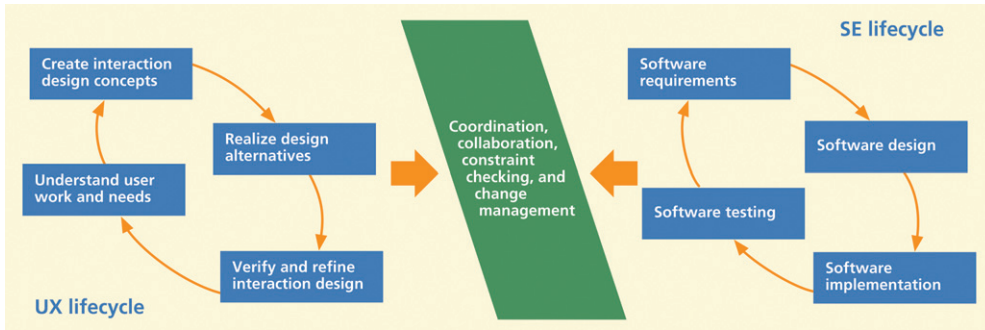 Create interaction
design concepts
Realize design
alternatives
Understand user
work and needs
Verify and refine
interaction design
UX lifecycle
Coordination,
collaboration,
constraint
checking, and
change
management
SE lifecycle
Software
requirements
Software design
Software testing
Software
implementation